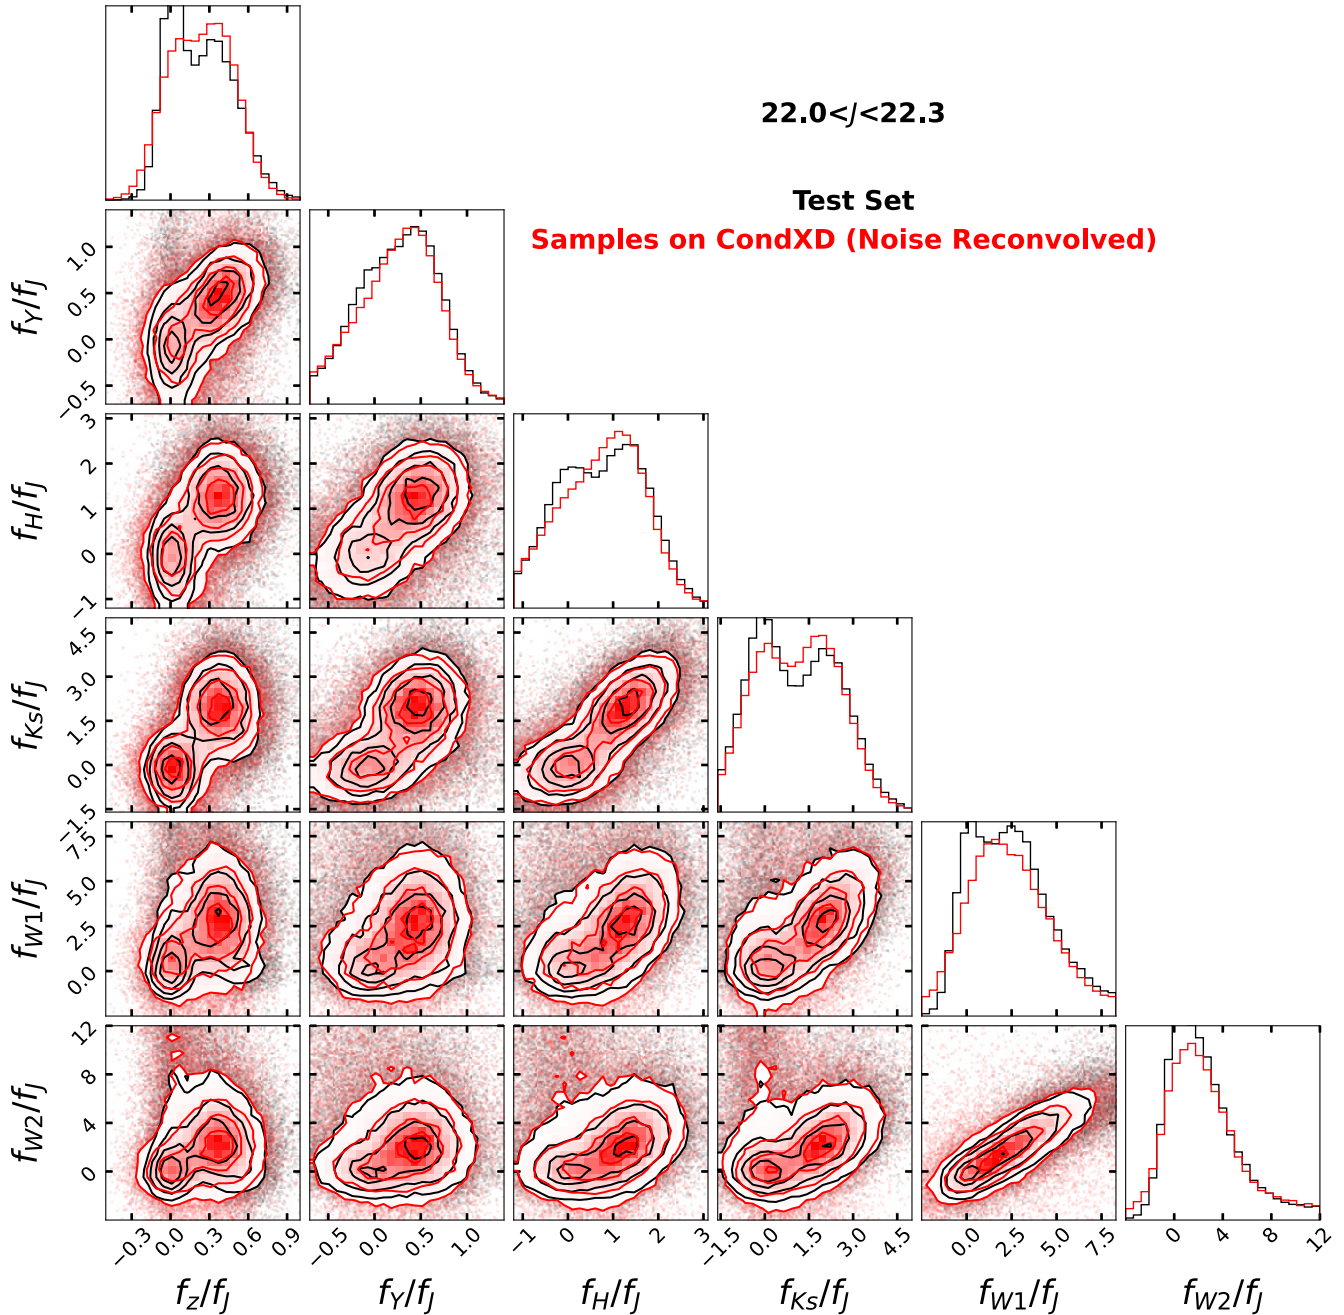 22.0<J<22.3
Test Set
Samples on CondXD (Noise Reconvolved)
f_Y/f_J
1.0
0.5
0.0
−0.5
f_H/f_J
3
2
1
0
−1
f_Ks/f_J
4.5
3.0
1.5
0.0
−1.5
f_W1/f_J
7.5
5.0
2.5
0.0
f_W2/f_J
12
8
4
0
−0.3 0.0 0.3 0.6 0.9 −0.5 0.0 0.5 1.0 −1 0 1 2 3 −1.5 0.0 1.5 3.0 4.5 0.0 2.5 5.0 7.5 0 4 8 12
f_z/f_J f_Y/f_J f_H/f_J f_Ks/f_J f_W1/f_J f_W2/f_J